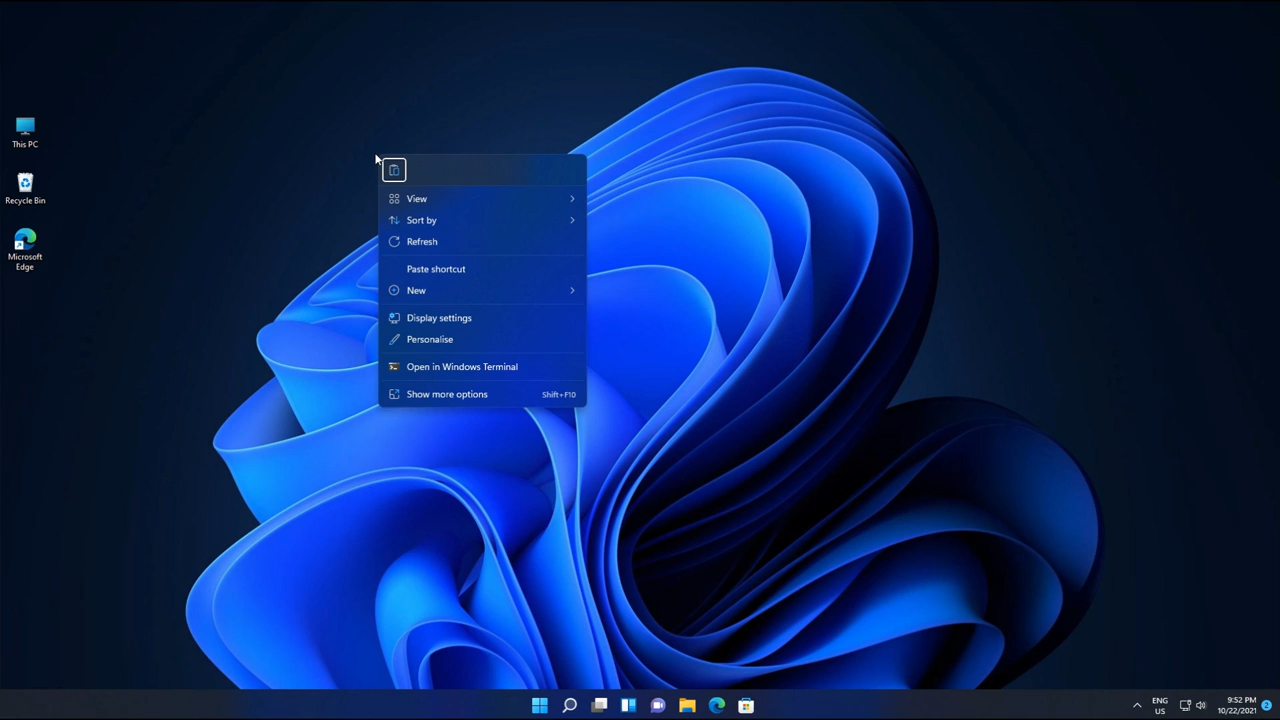 This PC
Recycle Bin
Microsoft
Edge
View
Sort by
Refresh
Paste shortcut
New
Display settings
Personalise
Open in Windows Terminal
Show more options Shift+F10
ENG
US
9:52 PM
10/22/2021
2